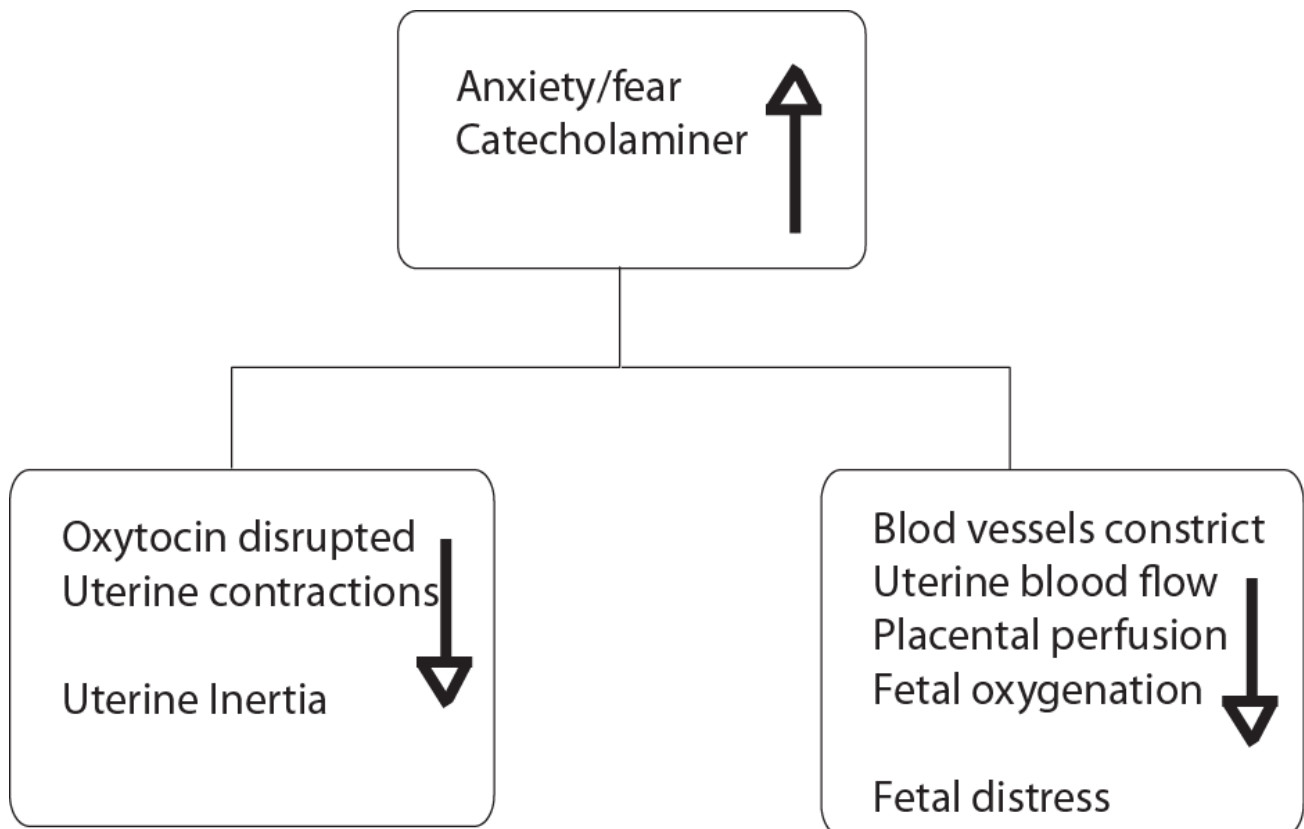 Anxiety/fear
Catecholaminer
Oxytocin disrupted
Uterine contractions
Uterine Inertia
Blod vessels constrict
Uterine blood flow
Placental perfusion
Fetal oxygenation
Fetal distress